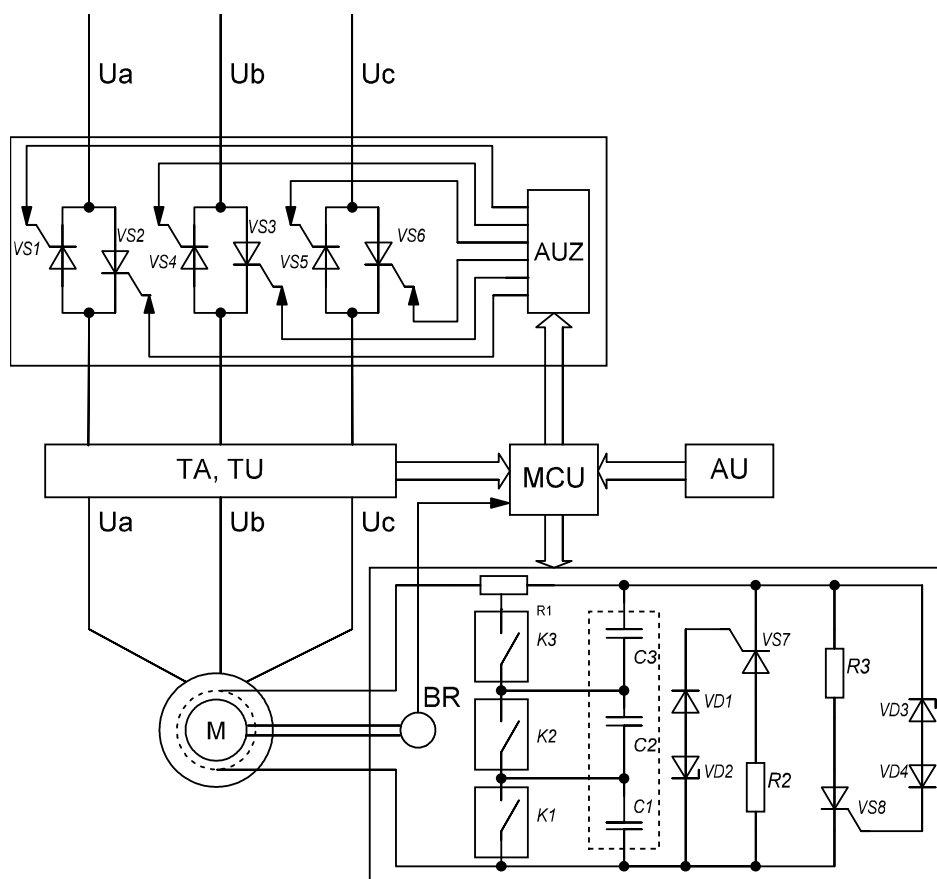 Ua Ub Uc
VS1 VS2 VS4 VS3 VS5 VS6 AUZ
TA, TU MCU AU
Ua Ub Uc
R1
K3 C3 VS7
R3
BR VD1 VD3
M K2 C2
VD2 R2 VD4
K1 C1 VS8